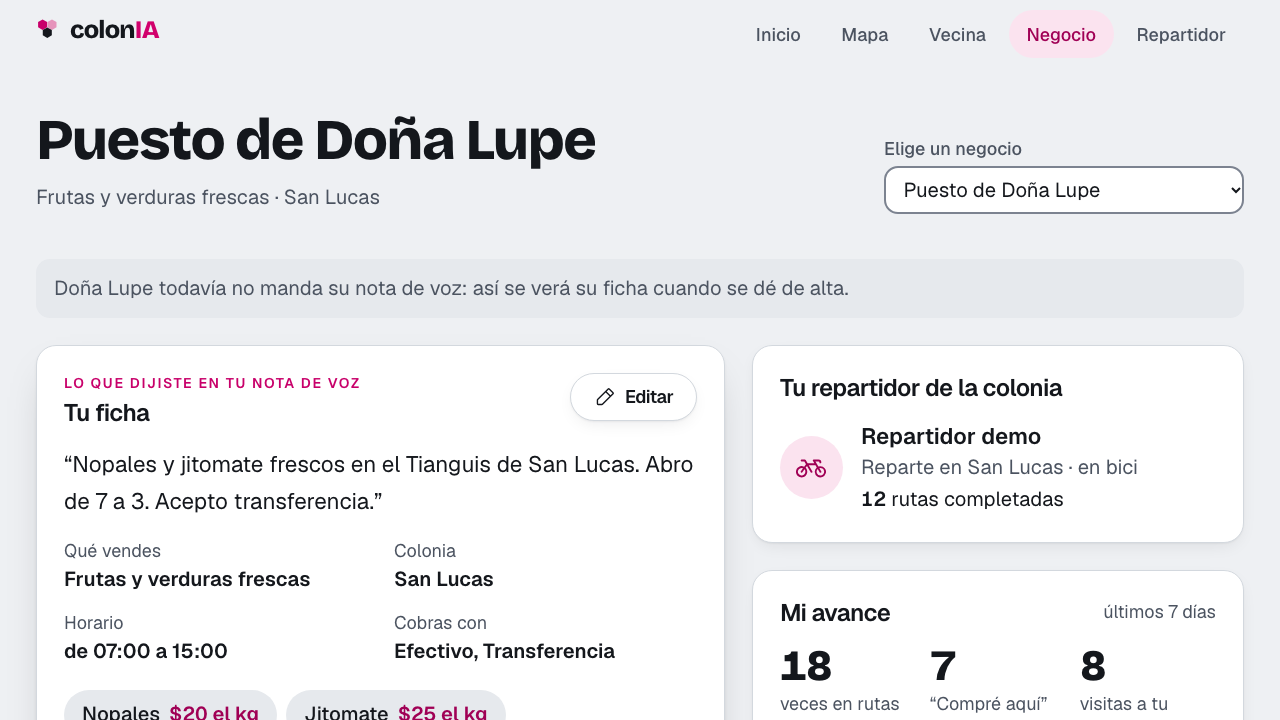 colonIA
Inicio
Mapa
Vecina
Negocio
Repartidor
Puesto de Doña Lupe
Frutas y verduras frescas · San Lucas
Elige un negocio
Puesto de Doña Lupe
Doña Lupe todavía no manda su nota de voz: así se verá su ficha cuando se dé de alta.
LO QUE DIJISTE EN TU NOTA DE VOZ
Tu ficha
Editar
“Nopales y jitomate frescos en el Tianguis de San Lucas. Abro
de 7 a 3. Acepto transferencia.”
Qué vendes
Frutas y verduras frescas
Colonia
San Lucas
Horario
de 07:00 a 15:00
Cobras con
Efectivo, Transferencia
Nopales $20 el kg
Jitomate $25 el kg
Tu repartidor de la colonia
Repartidor demo
Reparte en San Lucas · en bici
12 rutas completadas
Mi avance
últimos 7 días
18
veces en rutas
7
“Compré aquí”
8
visitas a tu